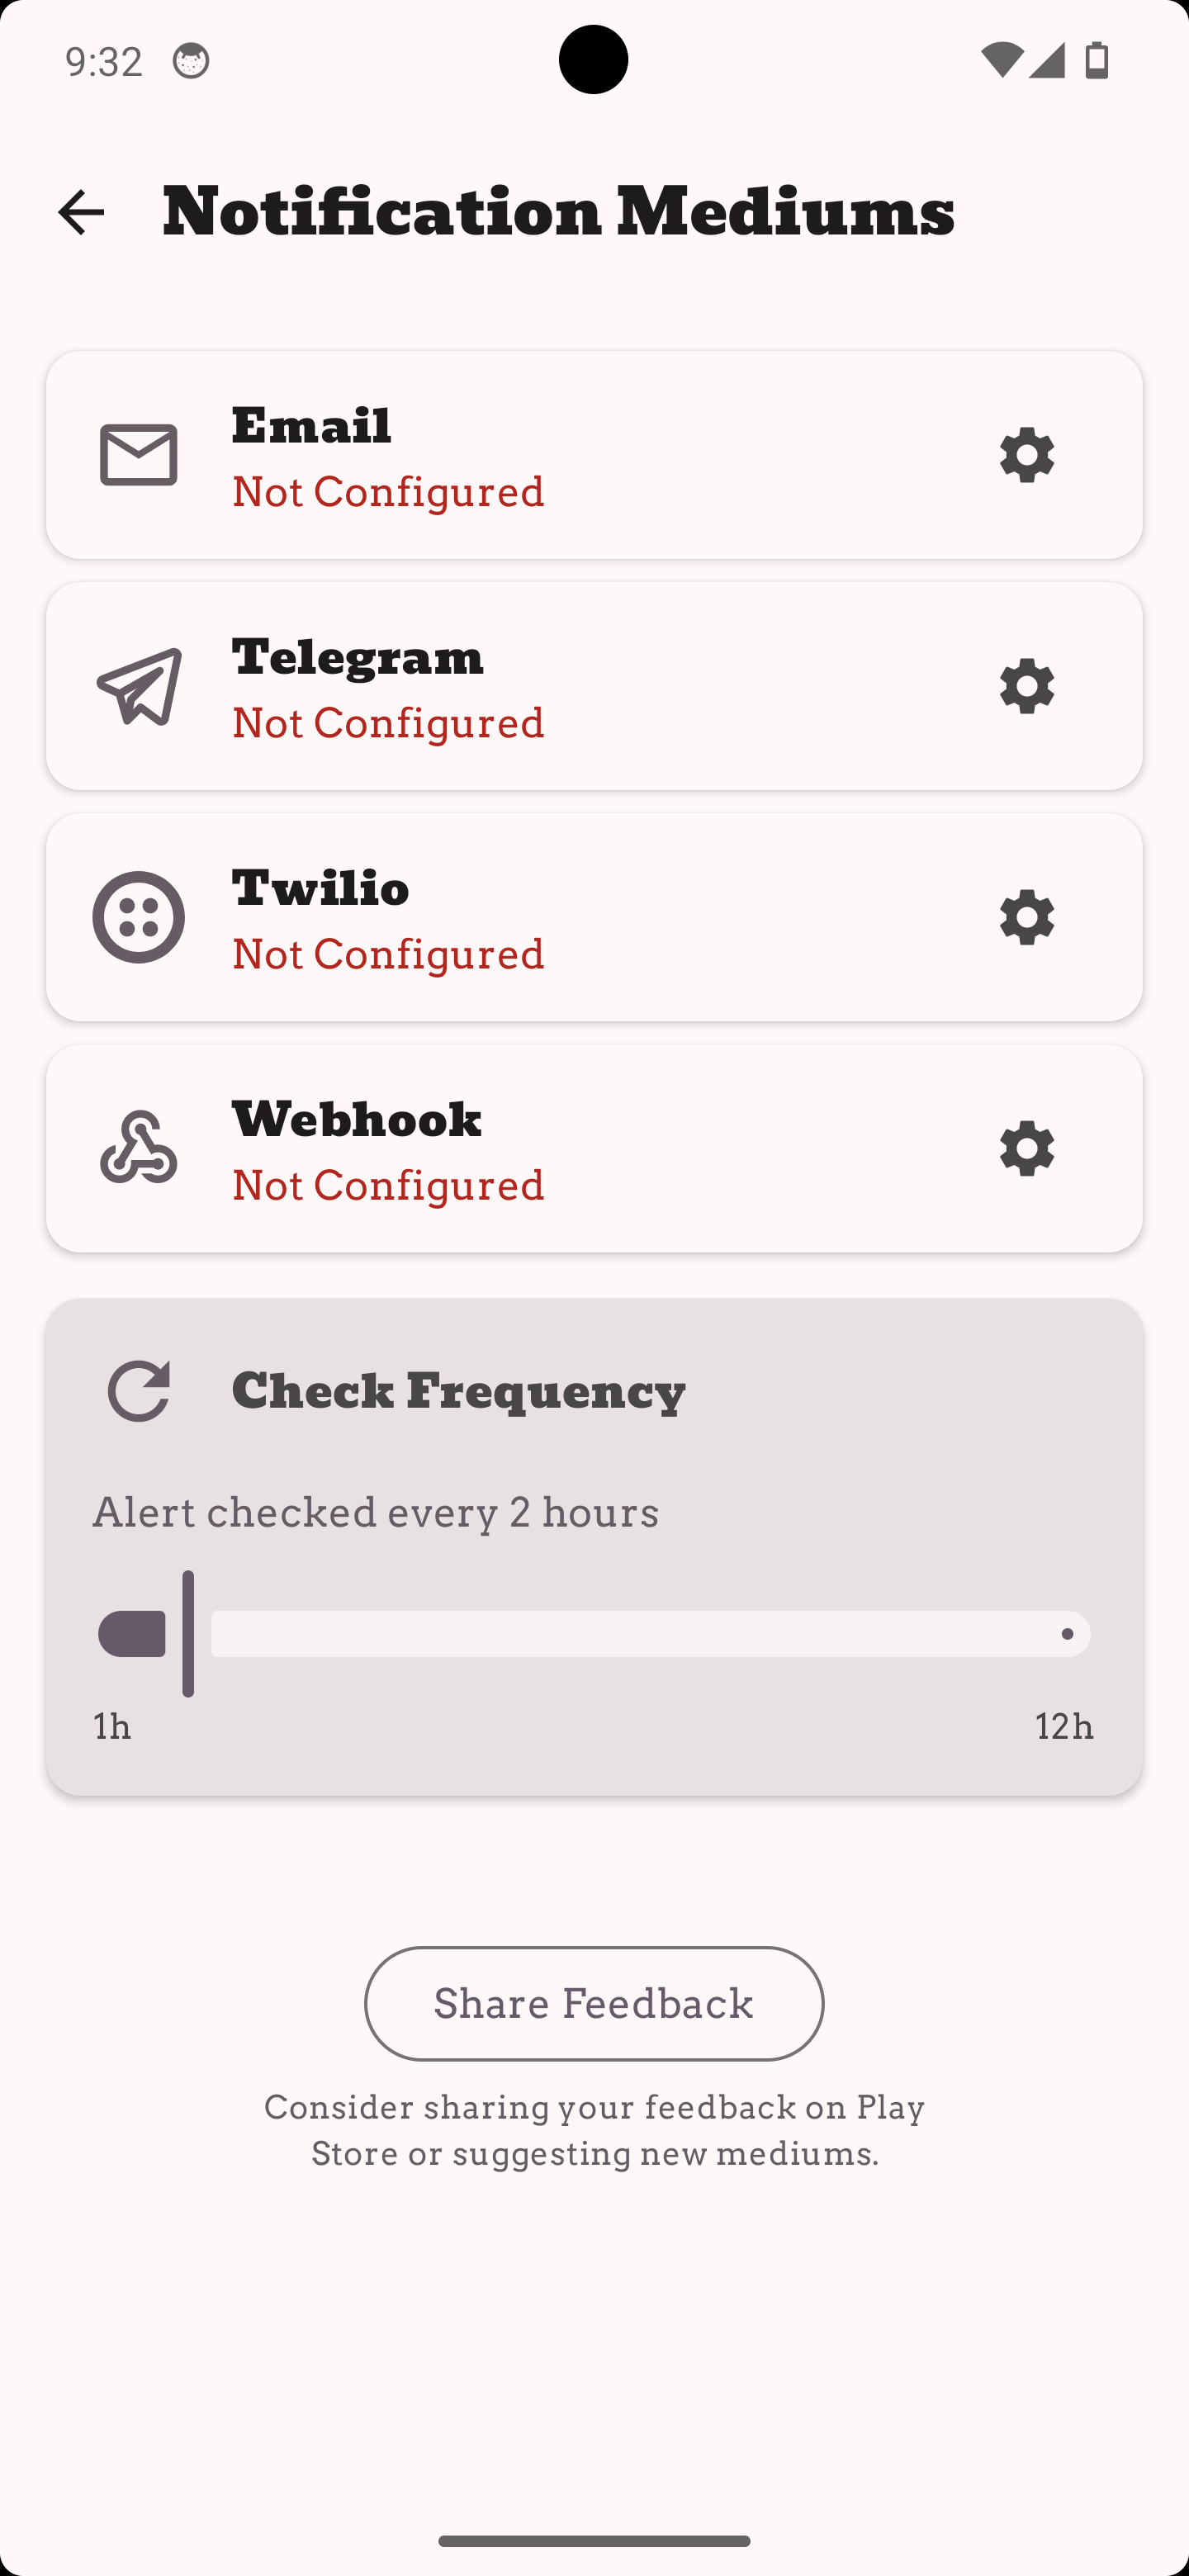 9:32
Notification Mediums
Email
Not Configured
Telegram
Not Configured
Twilio
Not Configured
Webhook
Not Configured
Check Frequency
Alert checked every 2 hours
1h
12h
Share Feedback
Consider sharing your feedback on Play
Store or suggesting new mediums.